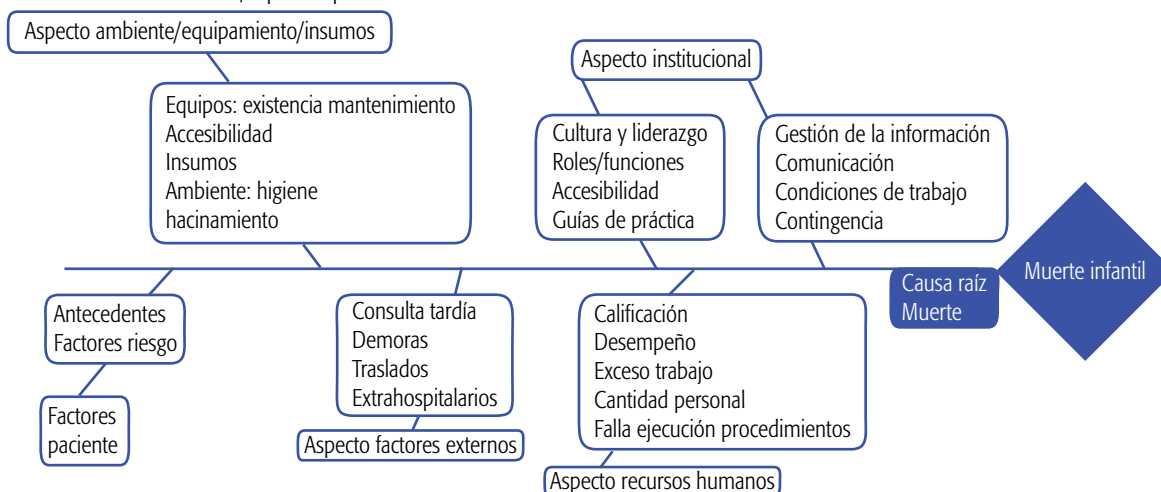 Aspecto ambiente/equipamiento/insumos
Equipos: existencia mantenimiento
Accesibilidad
Insumos
Ambiente: higiene
hacinamiento
Aspecto institucional
Cultura y liderazgo
Roles/funciones
Accesibilidad
Guías de práctica
Gestión de la información
Comunicación
Condiciones de trabajo
Contingencia
Muerte infantil
Causa raíz
Muerte
Antecedentes
Factores riesgo
Factores
paciente
Consulta tardía
Demoras
Traslados
Extrahospitalarios
Aspecto factores externos
Calificación
Desempeño
Exceso trabajo
Cantidad personal
Falla ejecución procedimientos
Aspecto recursos humanos